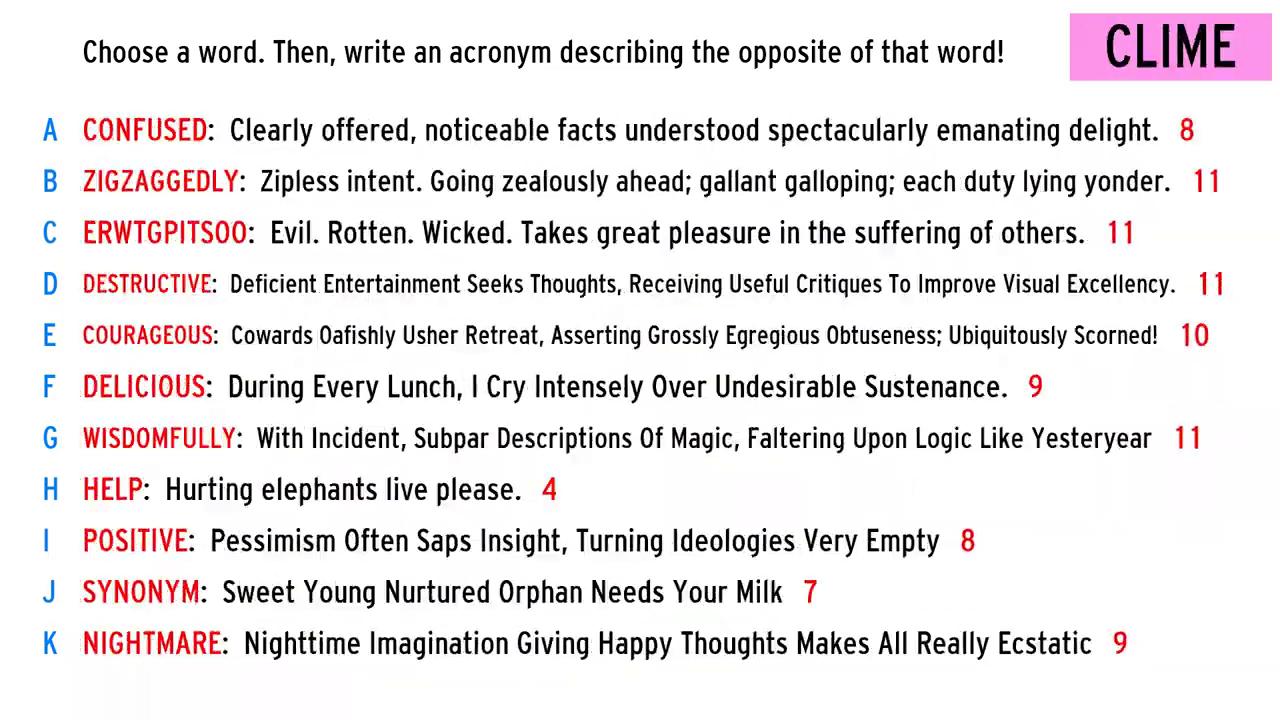 Choose a word. Then, write an acronym describing the opposite of that word!
CLIME
A CONFUSED: Clearly offered, noticeable facts understood spectacularly emanating delight. 8
B ZIGZAGGEDLY: Zipless intent. Going zealously ahead; gallant galloping; each duty lying yonder. 11
C ERWTGPITSOO: Evil. Rotten. Wicked. Takes great pleasure in the suffering of others. 11
D DESTRUCTIVE: Deficient Entertainment Seeks Thoughts, Receiving Useful Critiques To Improve Visual Excellency. 11
E COURAGEOUS: Cowards Oafishly Usher Retreat, Asserting Grossly Egregious Obtuseness; Ubiquitously Scorned! 10
F DELICIOUS: During Every Lunch, I Cry Intensely Over Undesirable Sustenance. 9
G WISDOMFULLY: With Incident, Subpar Descriptions Of Magic, Faltering Upon Logic Like Yesteryear 11
H HELP: Hurting elephants live please. 4
I POSITIVE: Pessimism Often Saps Insight, Turning Ideologies Very Empty 8
J SYNONYM: Sweet Young Nurtured Orphan Needs Your Milk 7
K NIGHTMARE: Nighttime Imagination Giving Happy Thoughts Makes All Really Ecstatic 9